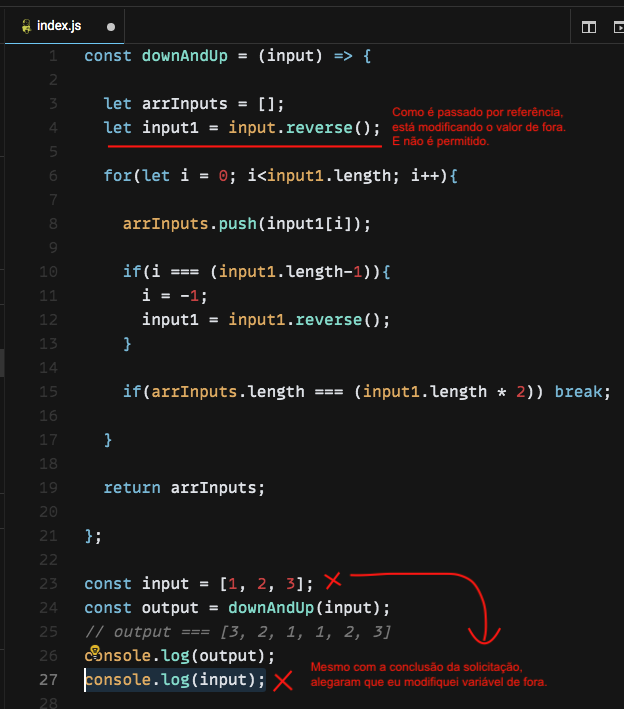 index.js
1 const downAndUp = (input) => {
2
3 let arrInputs = [];
Como é passado por referência,
4 let input1 = input.reverse();
está modificando o valor de fora.
E não é permitido.
5
6 for(let i = 0; i<input1.length; i++){
7
8 arrInputs.push(input1[i]);
9
10 if(i === (input1.length-1)){
11 i = -1;
12 input1 = input1.reverse();
13 }
14
15 if(arrInputs.length === (input1.length * 2)) break;
16
17 }
18
19 return arrInputs;
20
21 };
22
23 const input = [1, 2, 3];
24 const output = downAndUp(input);
25 // output === [3, 2, 1, 1, 2, 3]
26 console.log(output);
27 console.log(input);
Mesmo com a conclusão da solicitação,
alegaram que eu modifiquei variável de fora.
28